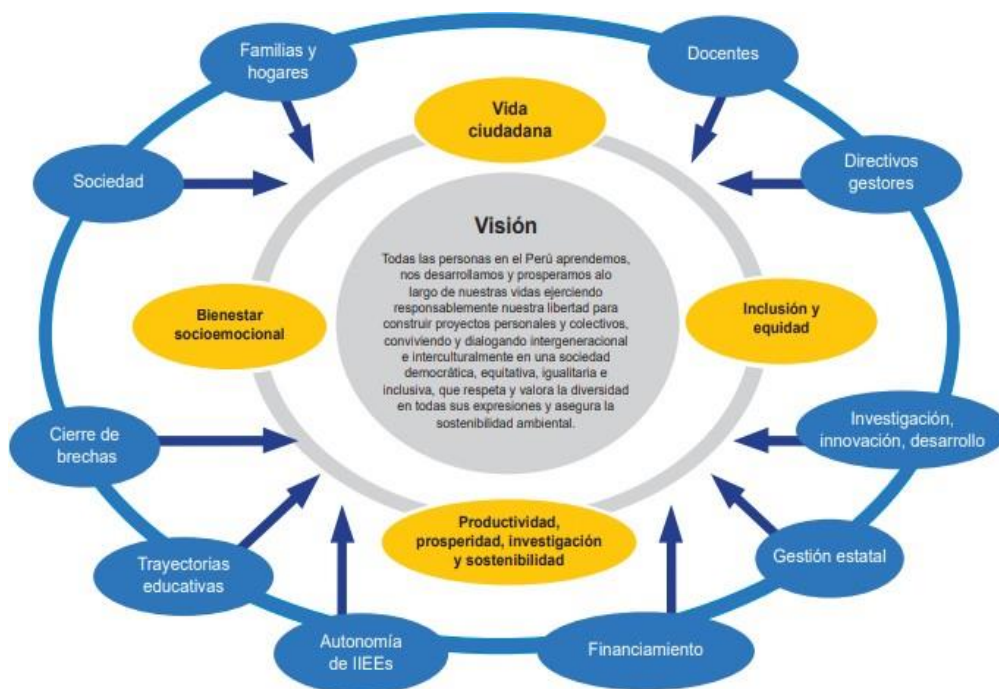 Familias y
hogares
Docentes
Vida
ciudadana
Sociedad
Directivos
gestores
Visión
Todas las personas en el Perú aprendemos,
nos desarrollamos y prosperamos alo
largo de nuestras vidas ejerciendo
responsablemente nuestra libertad para
construir proyectos personales y colectivos,
conviviendo y dialogando intergeneracional
e interculturalmente en una sociedad
democrática, equitativa, igualitaria e
inclusiva, que respeta y valora la diversidad
en todas sus expresiones y asegura la
sostenibilidad ambiental.
Bienestar
socioemocional
Inclusión y
equidad
Cierre de
brechas
Investigación,
innovación, desarrollo
Productividad,
prosperidad, investigación
y sostenibilidad
Trayectorias
educativas
Gestión estatal
Autonomía
de IIEEs
Financiamiento